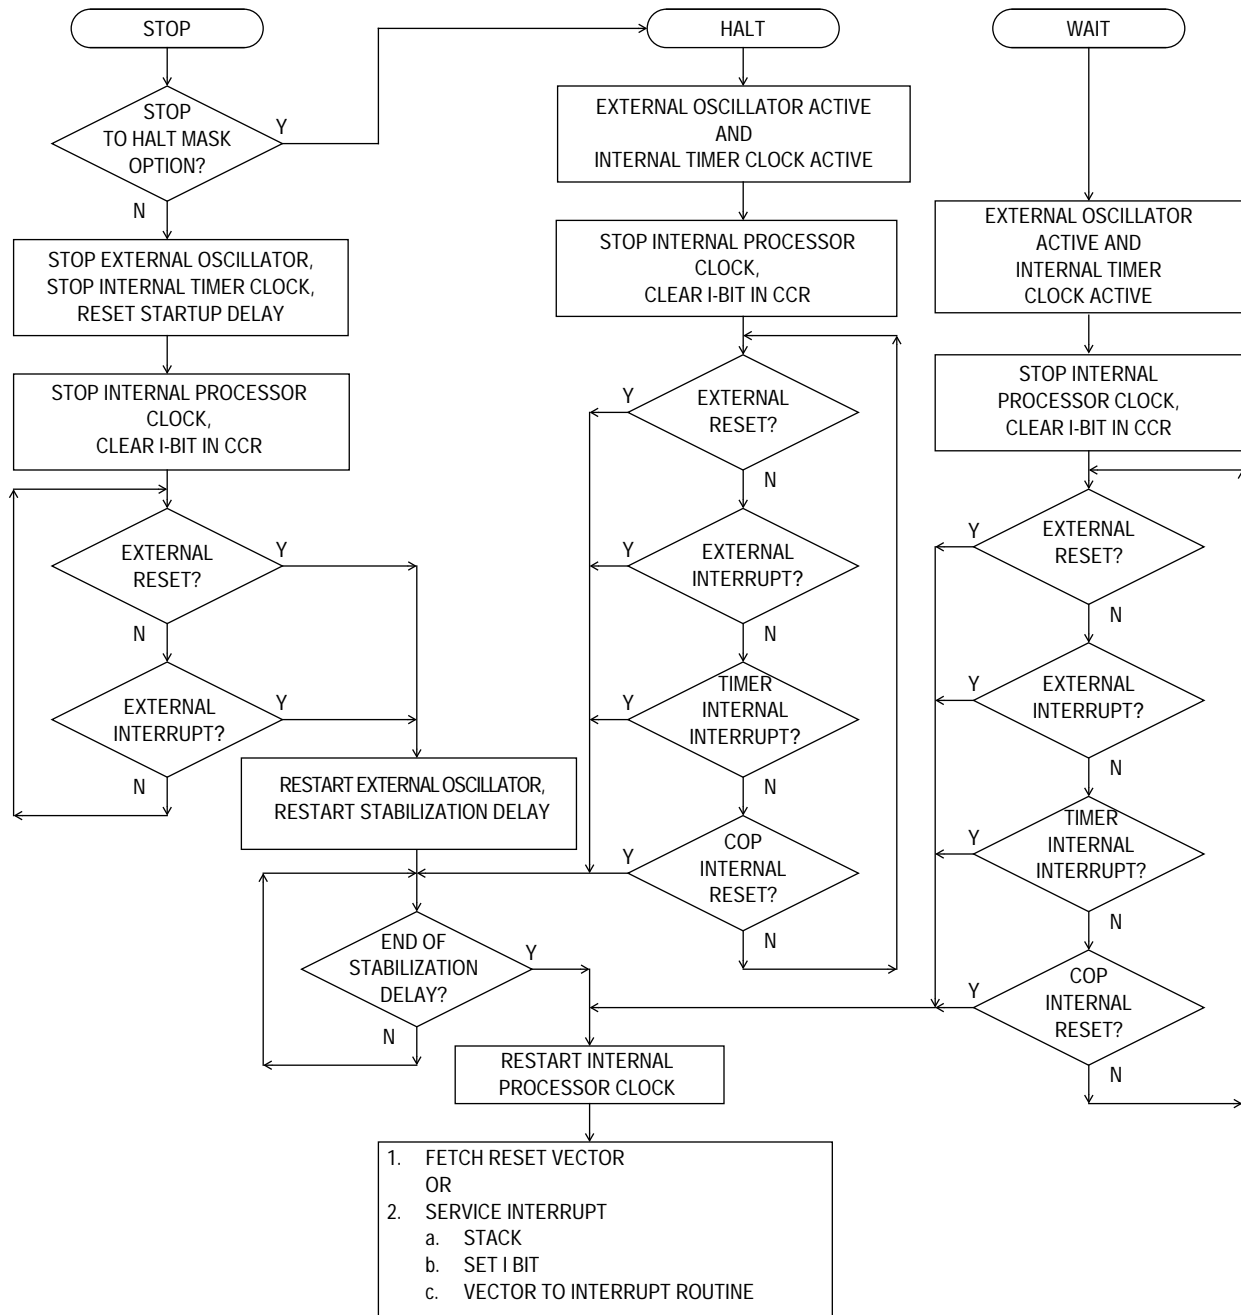 STOP
STOP
TO HALT MASK
OPTION?
Y
N
STOP EXTERNAL OSCILLATOR,
STOP INTERNAL TIMER CLOCK,
RESET STARTUP DELAY
STOP INTERNAL PROCESSOR
CLOCK,
CLEAR I-BIT IN CCR
EXTERNAL
RESET?
Y
N
EXTERNAL
INTERRUPT?
Y
N
RESTART EXTERNAL OSCILLATOR,
RESTART STABILIZATION DELAY
END OF
STABILIZATION
DELAY?
Y
N
HALT
EXTERNAL OSCILLATOR ACTIVE
AND
INTERNAL TIMER CLOCK ACTIVE
STOP INTERNAL PROCESSOR
CLOCK,
CLEAR I-BIT IN CCR
EXTERNAL
RESET?
Y
N
EXTERNAL
INTERRUPT?
Y
N
TIMER
INTERNAL
INTERRUPT?
Y
N
COP
INTERNAL
RESET?
Y
N
WAIT
EXTERNAL OSCILLATOR
ACTIVE AND
INTERNAL TIMER
CLOCK ACTIVE
STOP INTERNAL
PROCESSOR CLOCK,
CLEAR I-BIT IN CCR
EXTERNAL
RESET?
Y
N
EXTERNAL
INTERRUPT?
Y
N
TIMER
INTERNAL
INTERRUPT?
Y
N
COP
INTERNAL
RESET?
Y
N
RESTART INTERNAL
PROCESSOR CLOCK
1. FETCH RESET VECTOR
OR
2. SERVICE INTERRUPT
a. STACK
b. SET I BIT
c. VECTOR TO INTERRUPT ROUTINE